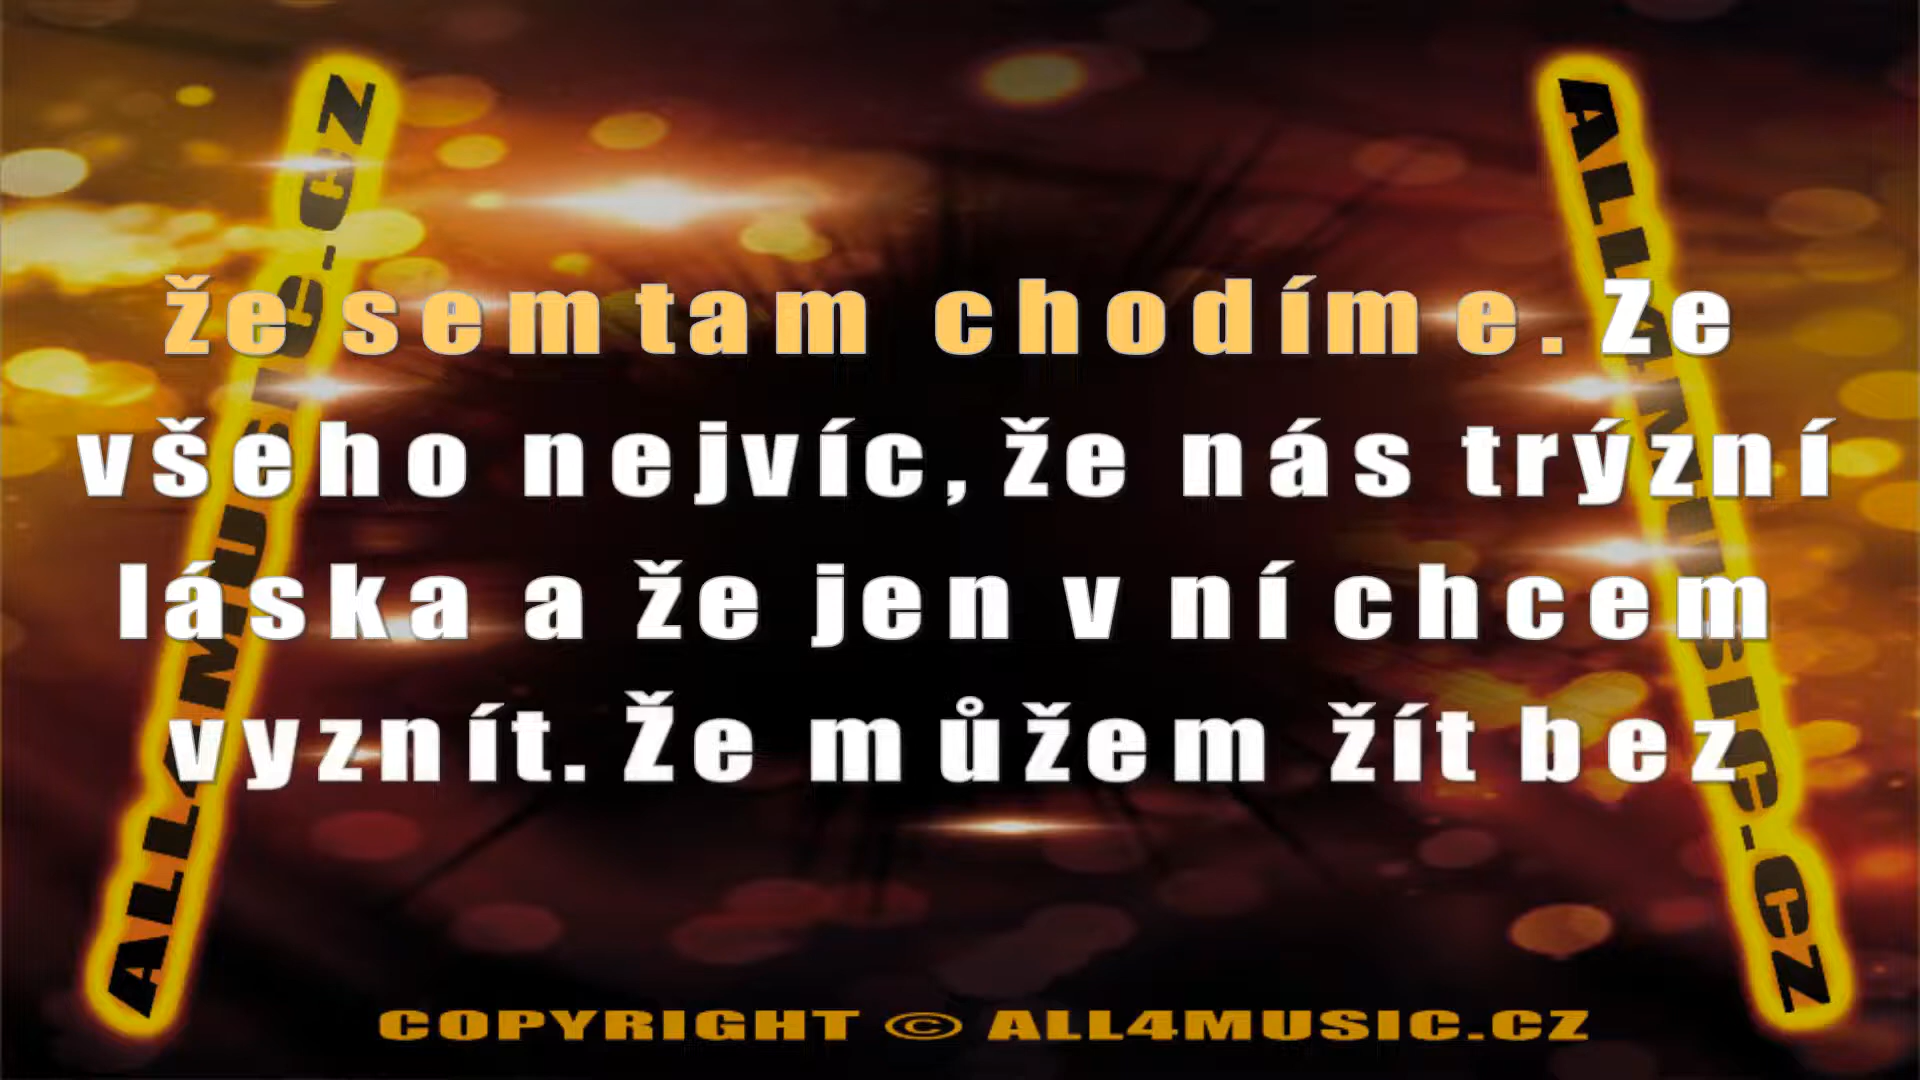 ALL4MUSIC-CZ
ALL4MUSIC-CZ
že semtam chodíme. Ze
všeho nejvíc, že nás trýzní
láska a že jen v ní chcem
vyznít. Že můžem žít bez
COPYRIGHT © ALL4MUSIC.CZ